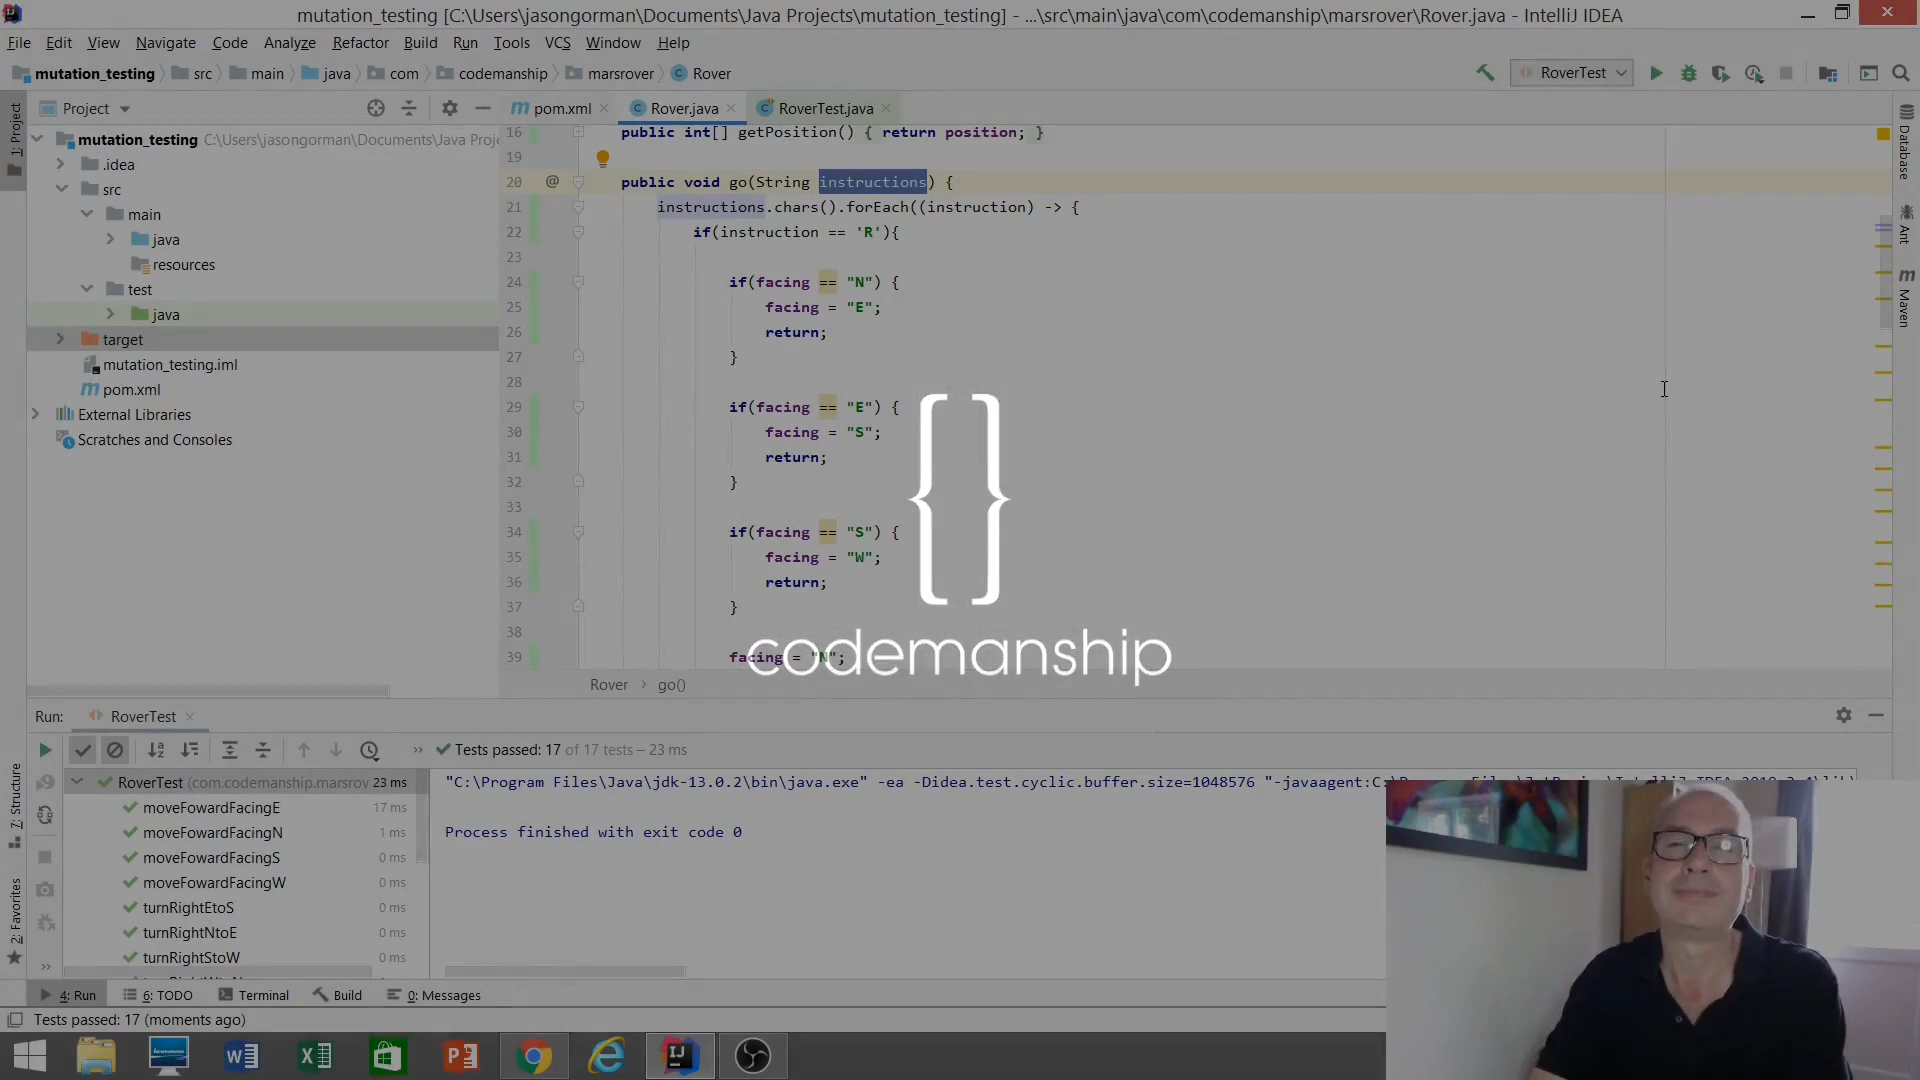 mutation_testing [C:\Users\jasongorman\Documents\Java Projects\mutation_testing] - ...\src\main\java\com\codemanship\marsrover\Rover.java - IntelliJ IDEA
File Edit View Navigate Code Analyze Refactor Build Run Tools VCS Window Help
mutation_testing src main java com codemanship marsrover Rover
RoverTest
1: Project
Project
pom.xml Rover.java RoverTest.java
mutation_testing C:\Users\jasongorman\Documents\Java Proje
.idea
src
main
java
resources
test
java
target
mutation_testing.iml
pom.xml
External Libraries
Scratches and Consoles
16 public int[] getPosition() { return position; }
19
20 @ public void go(String instructions) {
21 instructions.chars().forEach((instruction) -> {
22 if(instruction == 'R'){
23
24 if(facing == "N") {
25 facing = "E";
26 return;
27 }
28
29 if(facing == "E") {
30 facing = "S";
31 return;
32 }
33
34 if(facing == "S") {
35 facing = "W";
36 return;
37 }
38
39 facing = "N";
Rover go()
{}
codemanship
Database
Ant
Maven
Run: RoverTest
Tests passed: 17 of 17 tests – 23 ms
RoverTest (com.codemanship.marsrov 23 ms
moveFowardFacingE 17 ms
moveFowardFacingN 1 ms
moveFowardFacingS 0 ms
moveFowardFacingW 0 ms
turnRightEtoS 0 ms
turnRightNtoE 0 ms
turnRightStoW 0 ms
"C:\Program Files\Java\jdk-13.0.2\bin\java.exe" -ea -Didea.test.cyclic.buffer.size=1048576 "-javaagent:C:\
Process finished with exit code 0
7: Structure
2: Favorites
4: Run 6: TODO Terminal Build 0: Messages
Tests passed: 17 (moments ago)